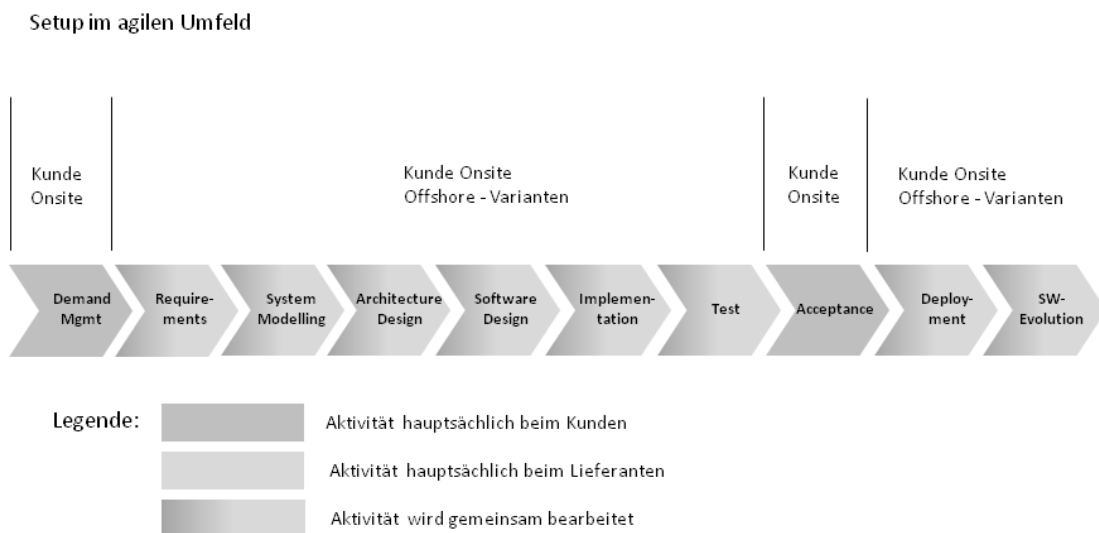 Setup im agilen Umfeld
Kunde
Onsite
Kunde Onsite
Offshore - Varianten
Kunde
Onsite
Kunde Onsite
Offshore - Varianten
Demand
Mgmt
Require-
ments
System
Modelling
Architecture
Design
Software
Design
Implemen-
tation
Test
Acceptance
Deploy-
ment
SW-
Evolution
Legende:
Aktivität hauptsächlich beim Kunden
Aktivität hauptsächlich beim Lieferanten
Aktivität wird gemeinsam bearbeitet